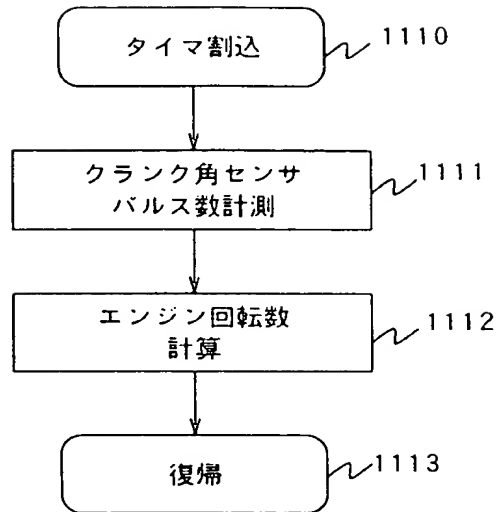 タイマ割込
1110
クランク角センサ
パルス数計測
1111
エンジン回転数
計算
1112
復帰
1113